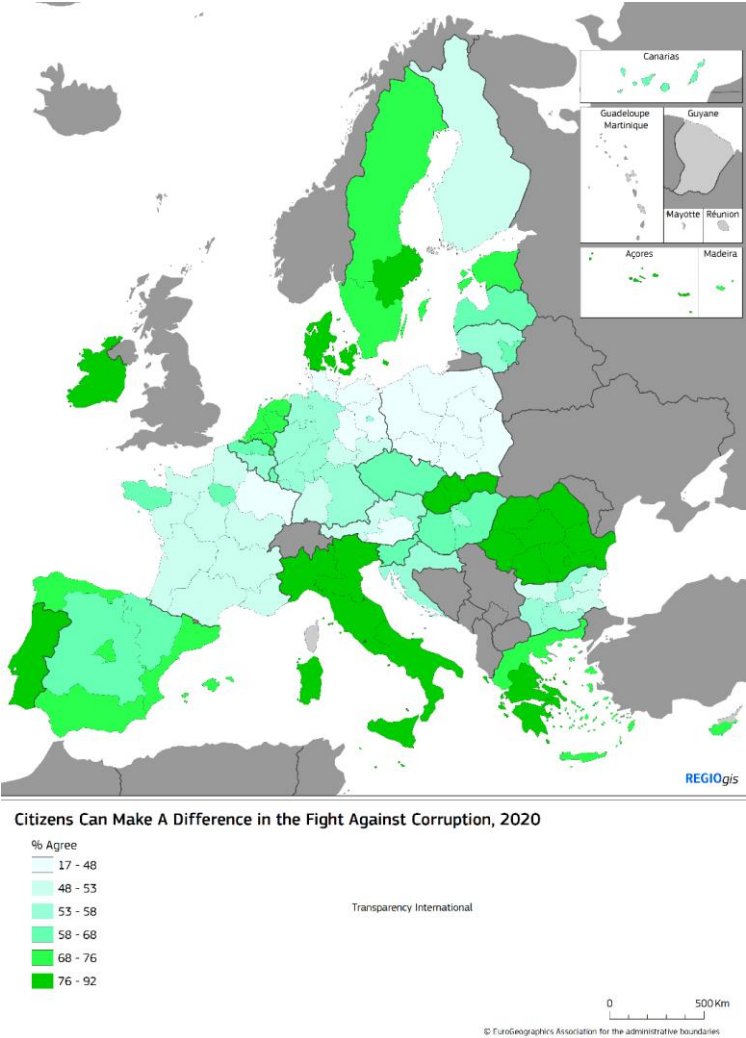 Canarias
Guadeloupe
Martinique
Guyane
Mayotte
Réunion
Açores
Madeira
REGIOgis
Citizens Can Make A Difference in the Fight Against Corruption, 2020
% Agree
17 - 48
48 - 53
53 - 58
58 - 68
68 - 76
76 - 92
Transparency International
0 500 Km
© EuroGeographics Association for the administrative boundaries